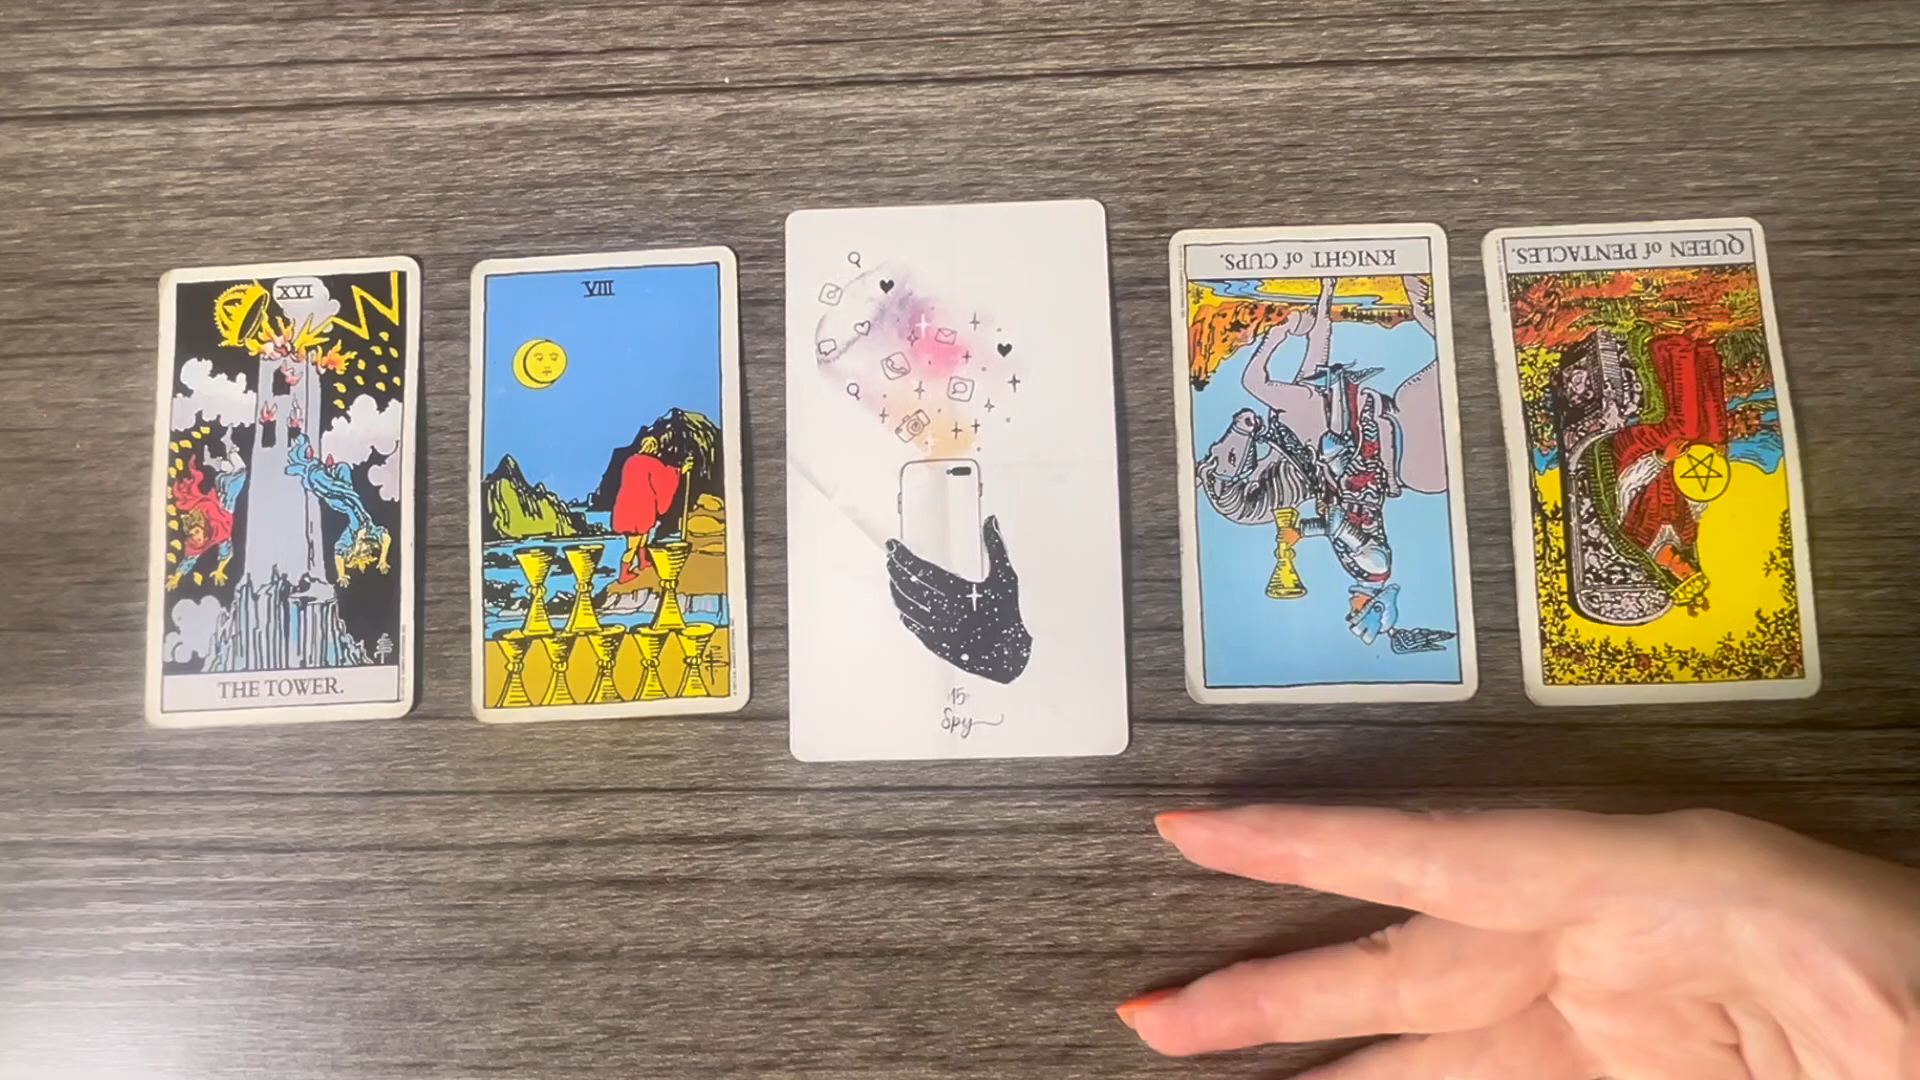 XVI
THE TOWER.
VIII
15
Spy
KNIGHT of CUPS.
QUEEN of PENTACLES.